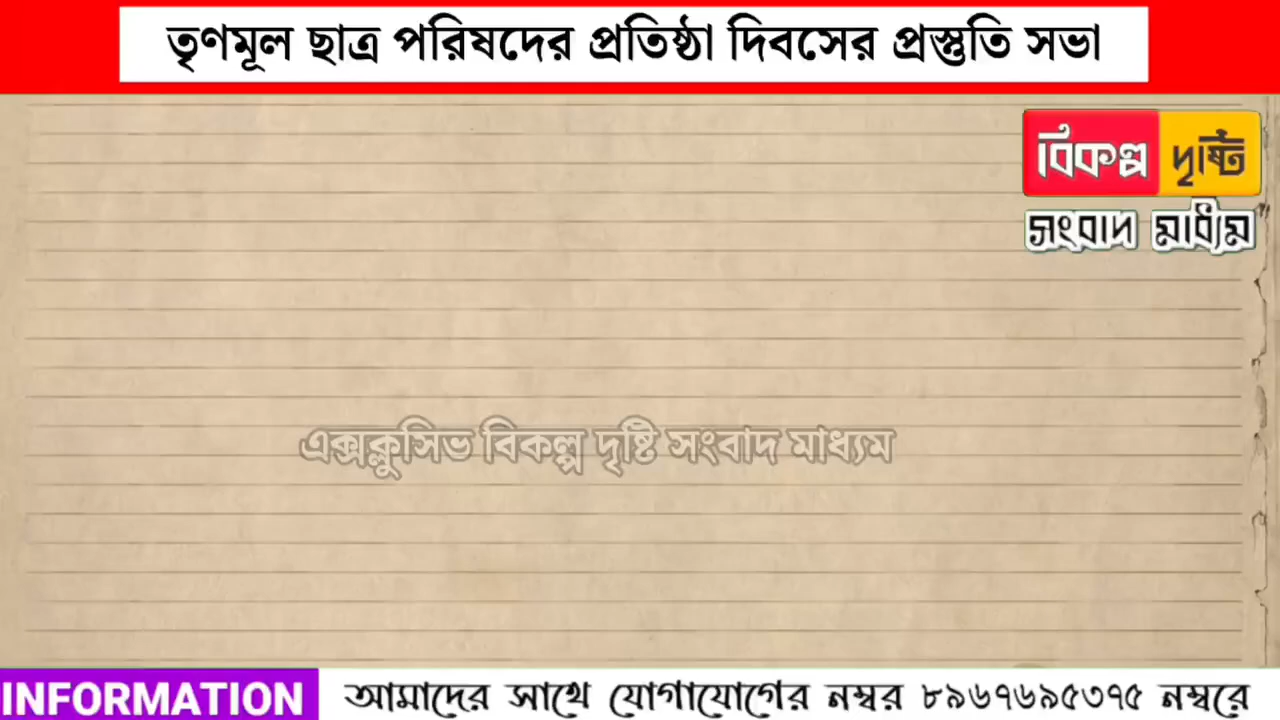 তৃণমূল ছাত্র পরিষদের প্রতিষ্ঠা দিবসের প্রস্তুতি সভা
বিকল্প দৃষ্টি
সংবাদ মাধ্যম
এক্সক্লুসিভ বিকল্প দৃষ্টি সংবাদ মাধ্যম
INFORMATION আমাদের সাথে যোগাযোগের নম্বর ৮৯৬৭৬৯৫৩৭৫ নম্বরে